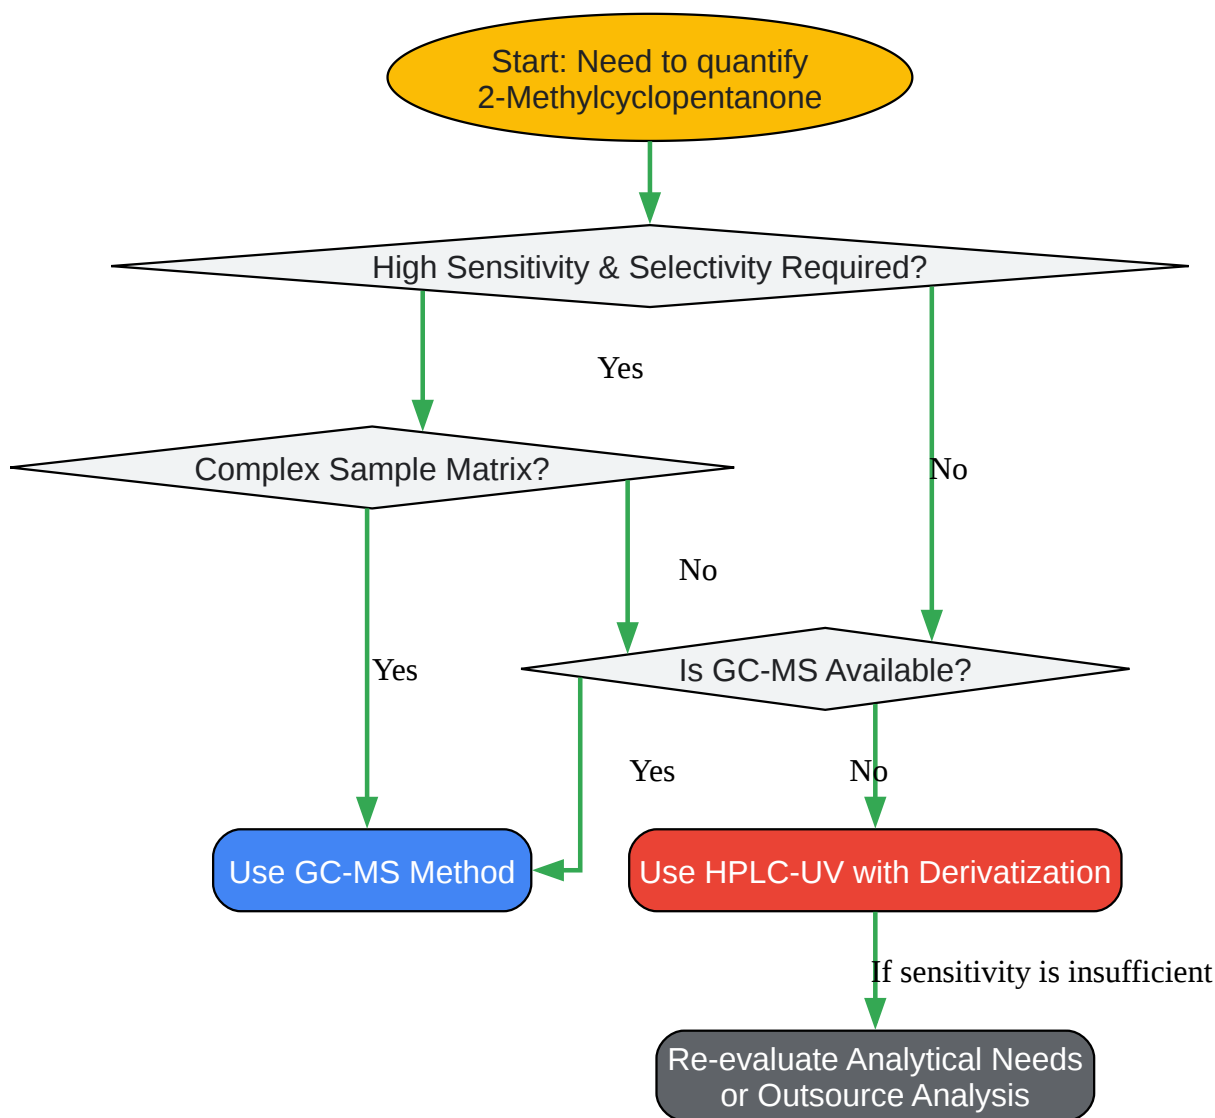 Start: Need to quantify
2-Methylcyclopentanone
High Sensitivity & Selectivity Required?
Yes
Complex Sample Matrix?
No
No
Yes
Is GC-MS Available?
Yes
No
Use GC-MS Method
Use HPLC-UV with Derivatization
If sensitivity is insufficient
Re-evaluate Analytical Needs
or Outsource Analysis